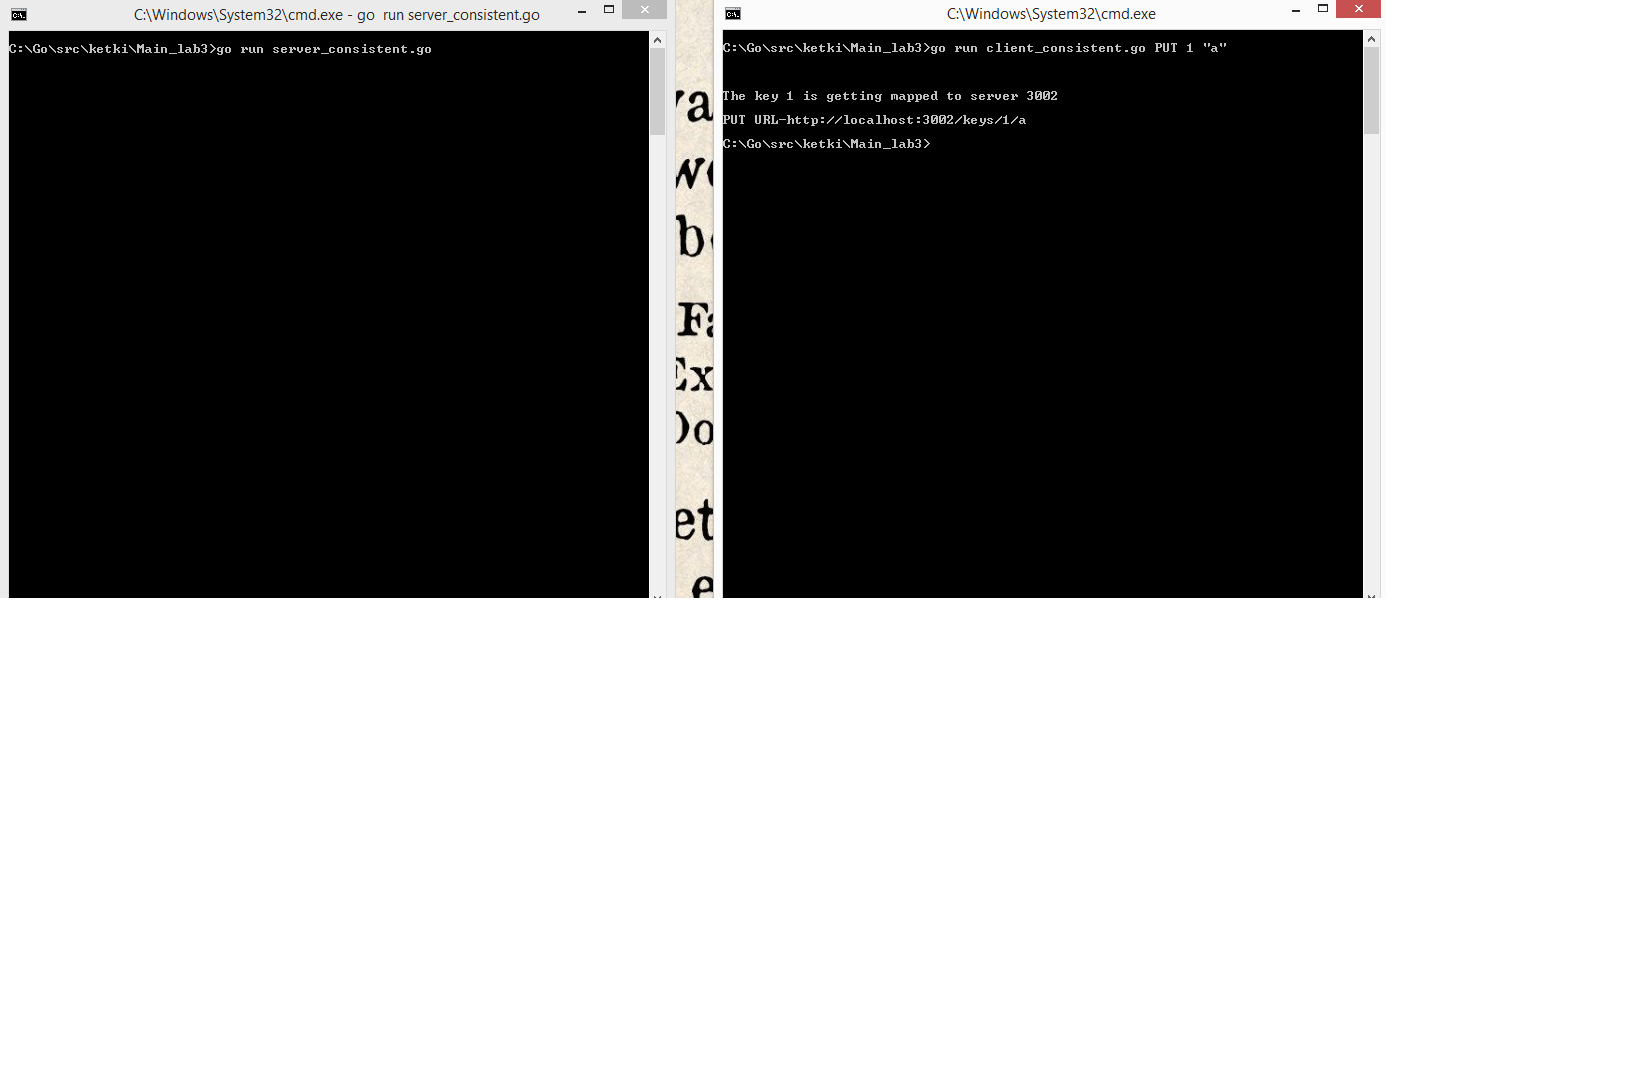 C:\Windows\System32\cmd.exe - go  run server_consistent.go
C:\Go\src\ketki\Main_lab3>go run server_consistent.go
C:\Windows\System32\cmd.exe
C:\Go\src\ketki\Main_lab3>go run client_consistent.go PUT 1 "a"
The key 1 is getting mapped to server 3002
PUT URL-http://localhost:3002/keys/1/a
C:\Go\src\ketki\Main_lab3>